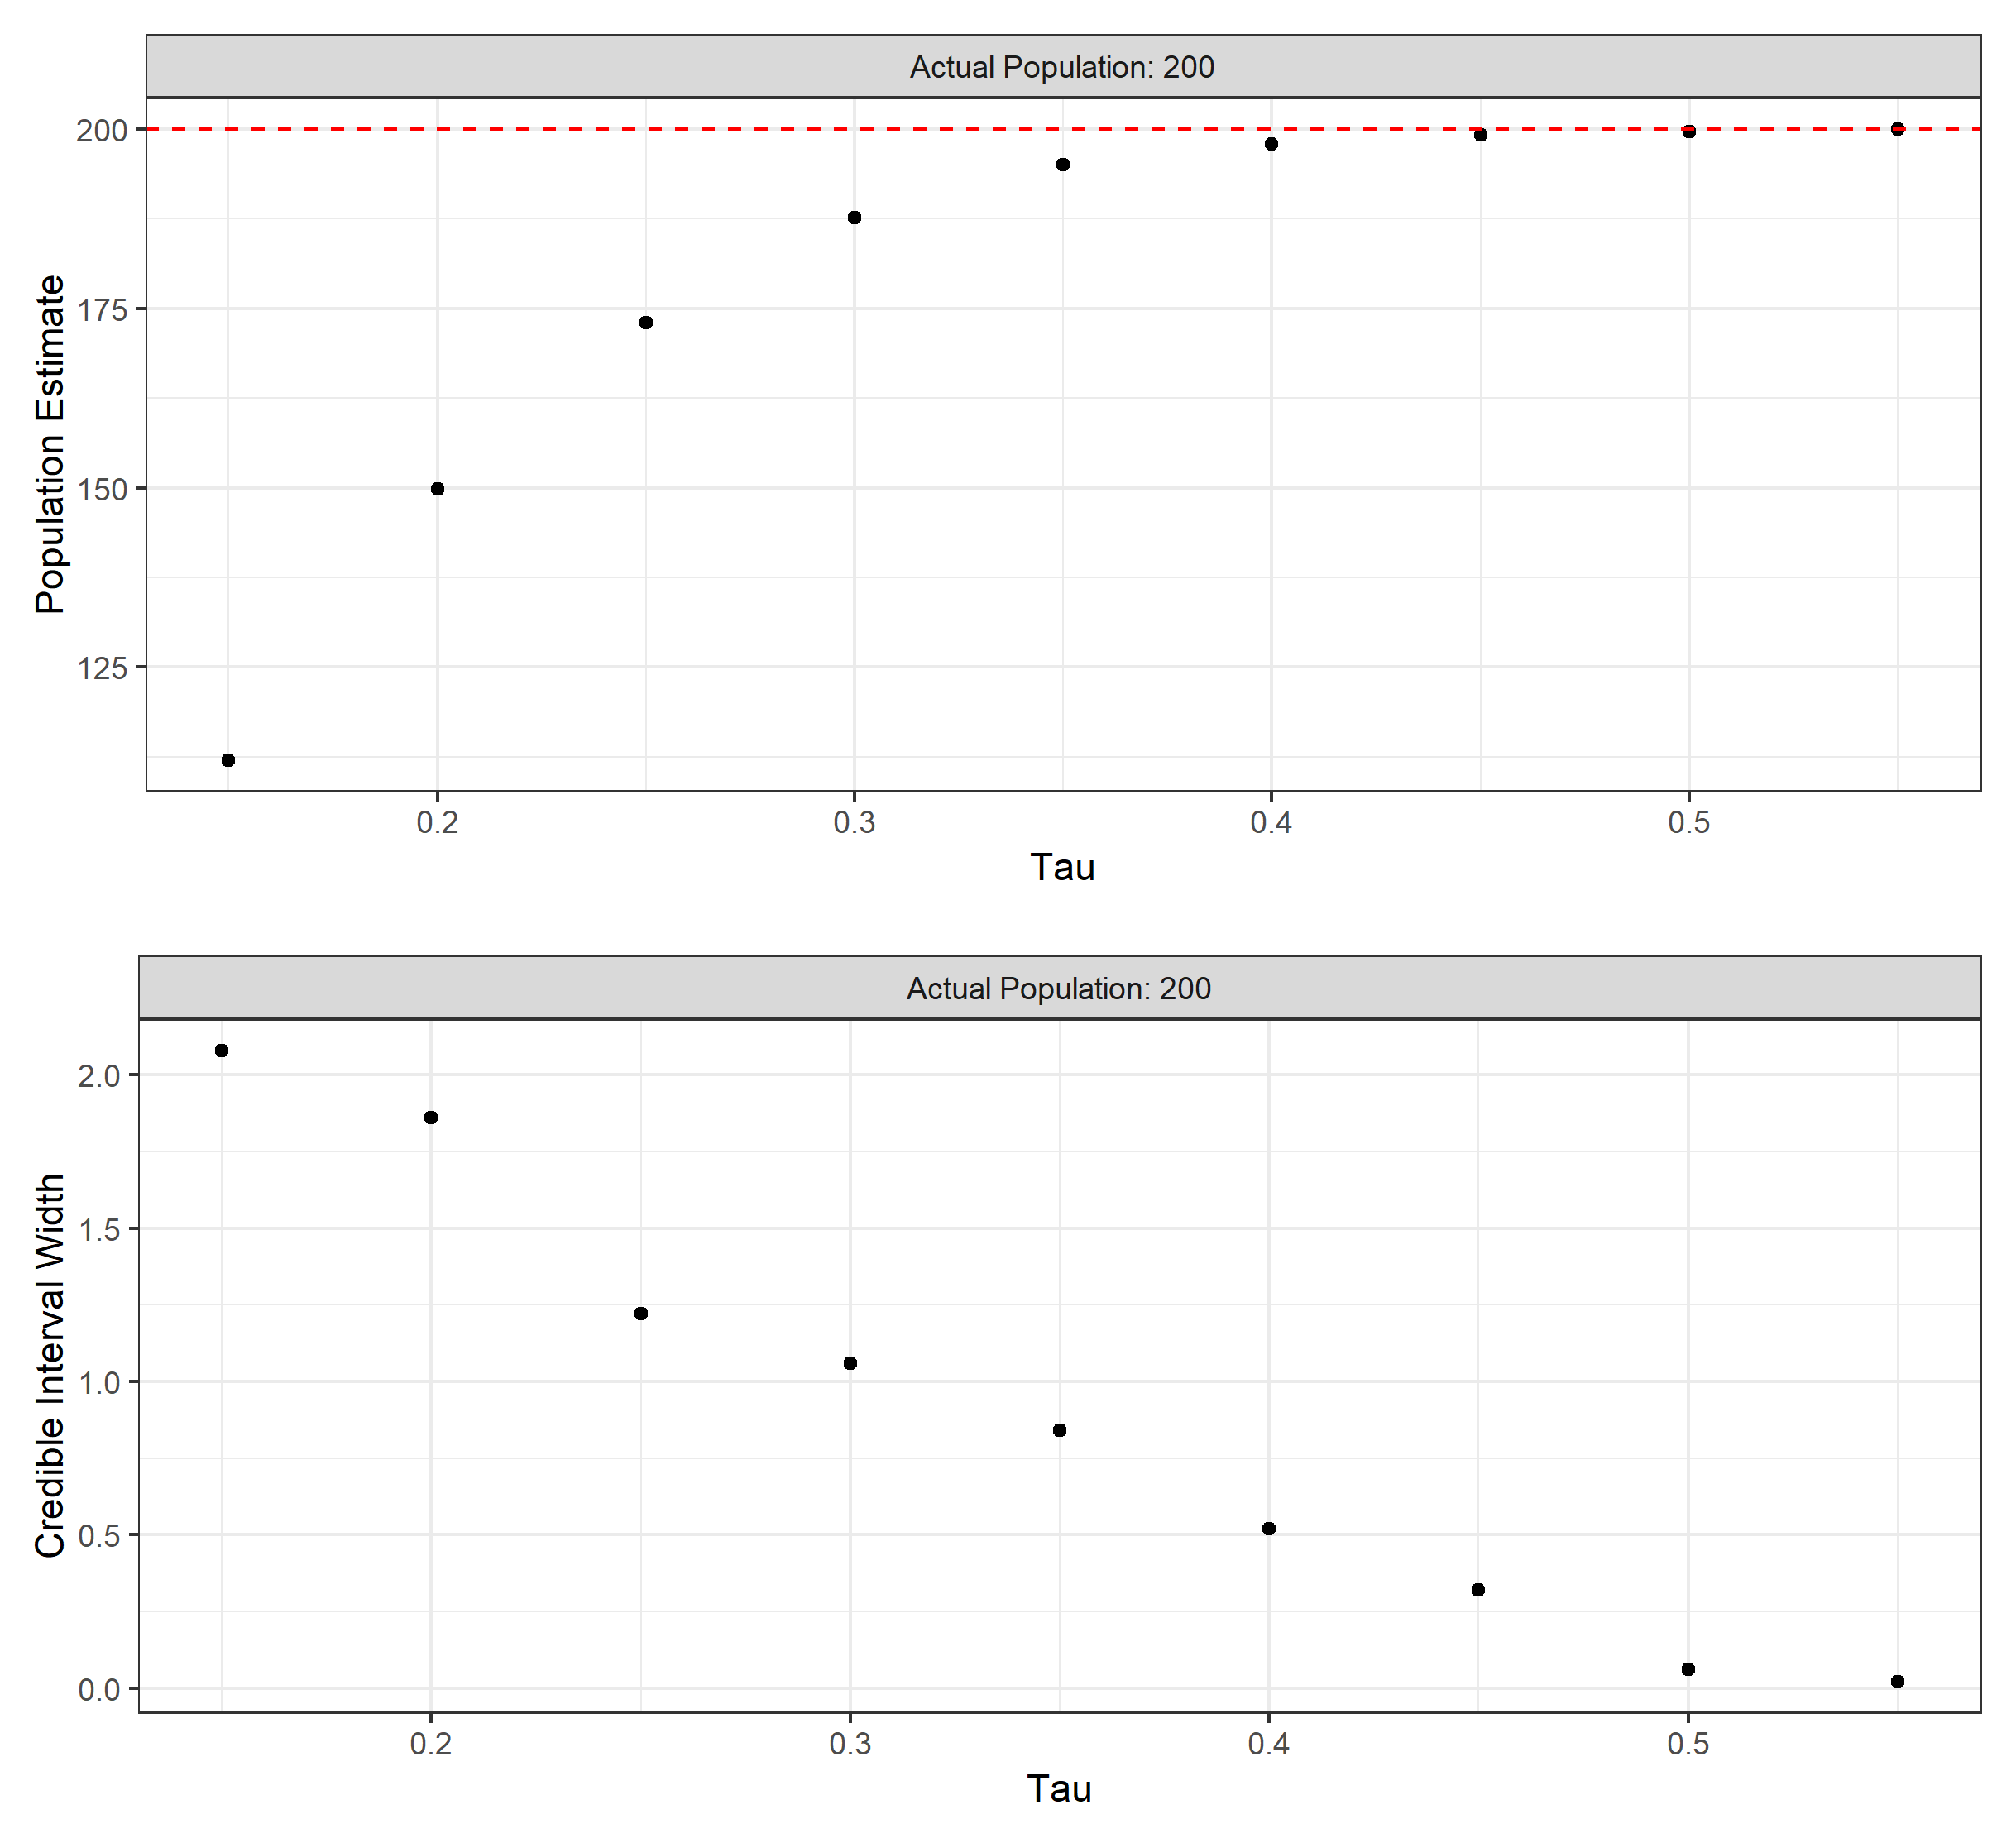 Actual Population: 200
200
175
150
125
Population Estimate
0.2 0.3 0.4 0.5
Tau
Actual Population: 200
2.0
1.5
1.0
0.5
0.0
Credible Interval Width
0.2 0.3 0.4 0.5
Tau